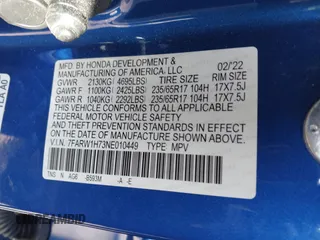 MFD. BY HONDA DEVELOPMENT & 02/'22
MANUFACTURING OF AMERICA, LLC
GVWR 2130KG( 4695LBS) TIRE SIZE RIM SIZE
GAWR F 1100KG( 2425LBS) 235/65R17 104H 17X7.5J
GAWR R 1040KG( 2292LBS) 235/65R17 104H 17X7.5J
THIS VEHICLE CONFORMS TO ALL APPLICABLE
FEDERAL MOTOR VEHICLE SAFETY
AND THEFT PREVENTION STANDARDS IN EFFECT
ON THE DATE OF MANUFACTURE SHOWN ABOVE.
V.I.N. 7FARW1H73NE010449 TYPE MPV
N AG6 B593M -A -E